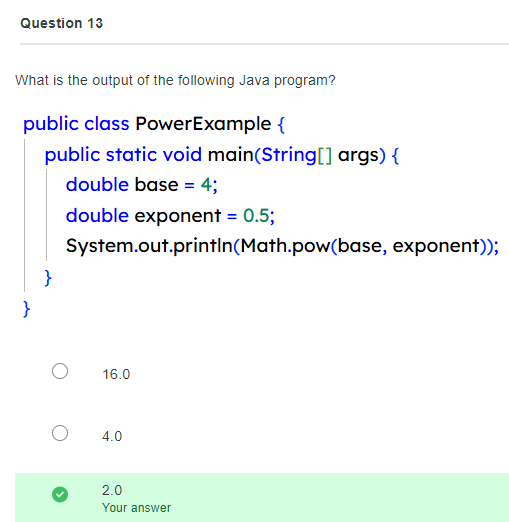 Question 13
What is the output of the following Java program?
public class PowerExample {
public static void main(String[] args) {
double base = 4;
double exponent = 0.5;
System.out.println(Math.pow(base, exponent));
}
}
16.0
4.0
2.0
Your answer